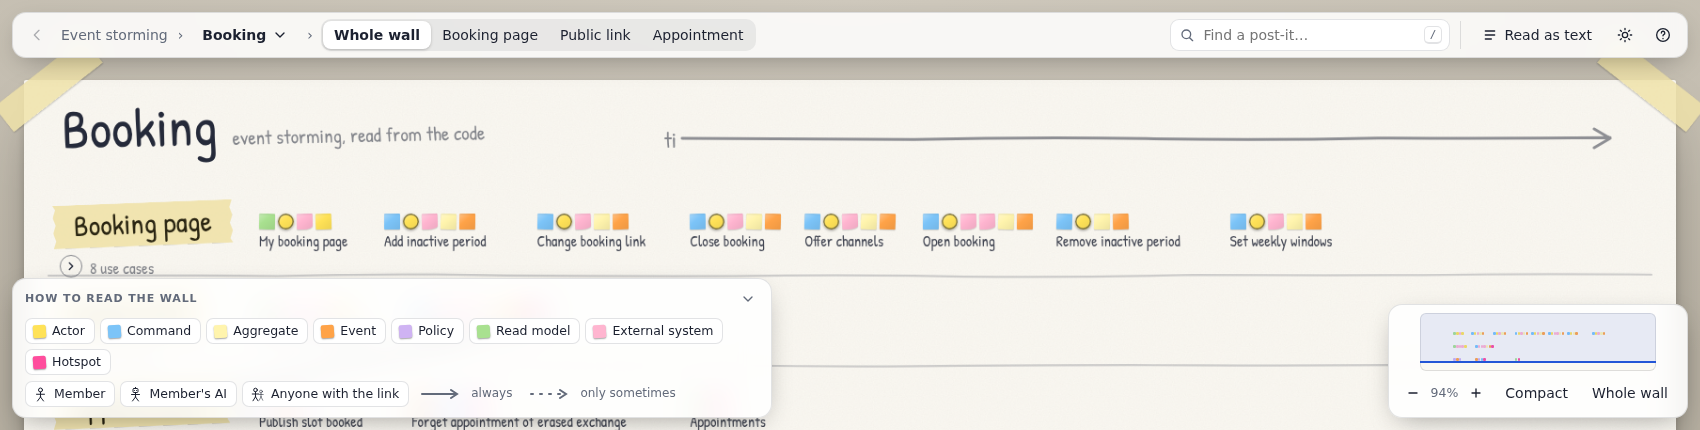 Event storming › Booking › Whole wall Booking page Public link Appointment Find a post-it… / Read as text
Booking event storming, read from the code ti
Booking page
My booking page Add inactive period Change booking link Close booking Offer channels Open booking Remove inactive period Set weekly windows
8 use cases
HOW TO READ THE WALL
Actor Command Aggregate Event Policy Read model External system
Hotspot
Member Member's AI Anyone with the link always only sometimes
− 94% + Compact Whole wall
Publish slot booked Forget appointment of erased exchange Appointments